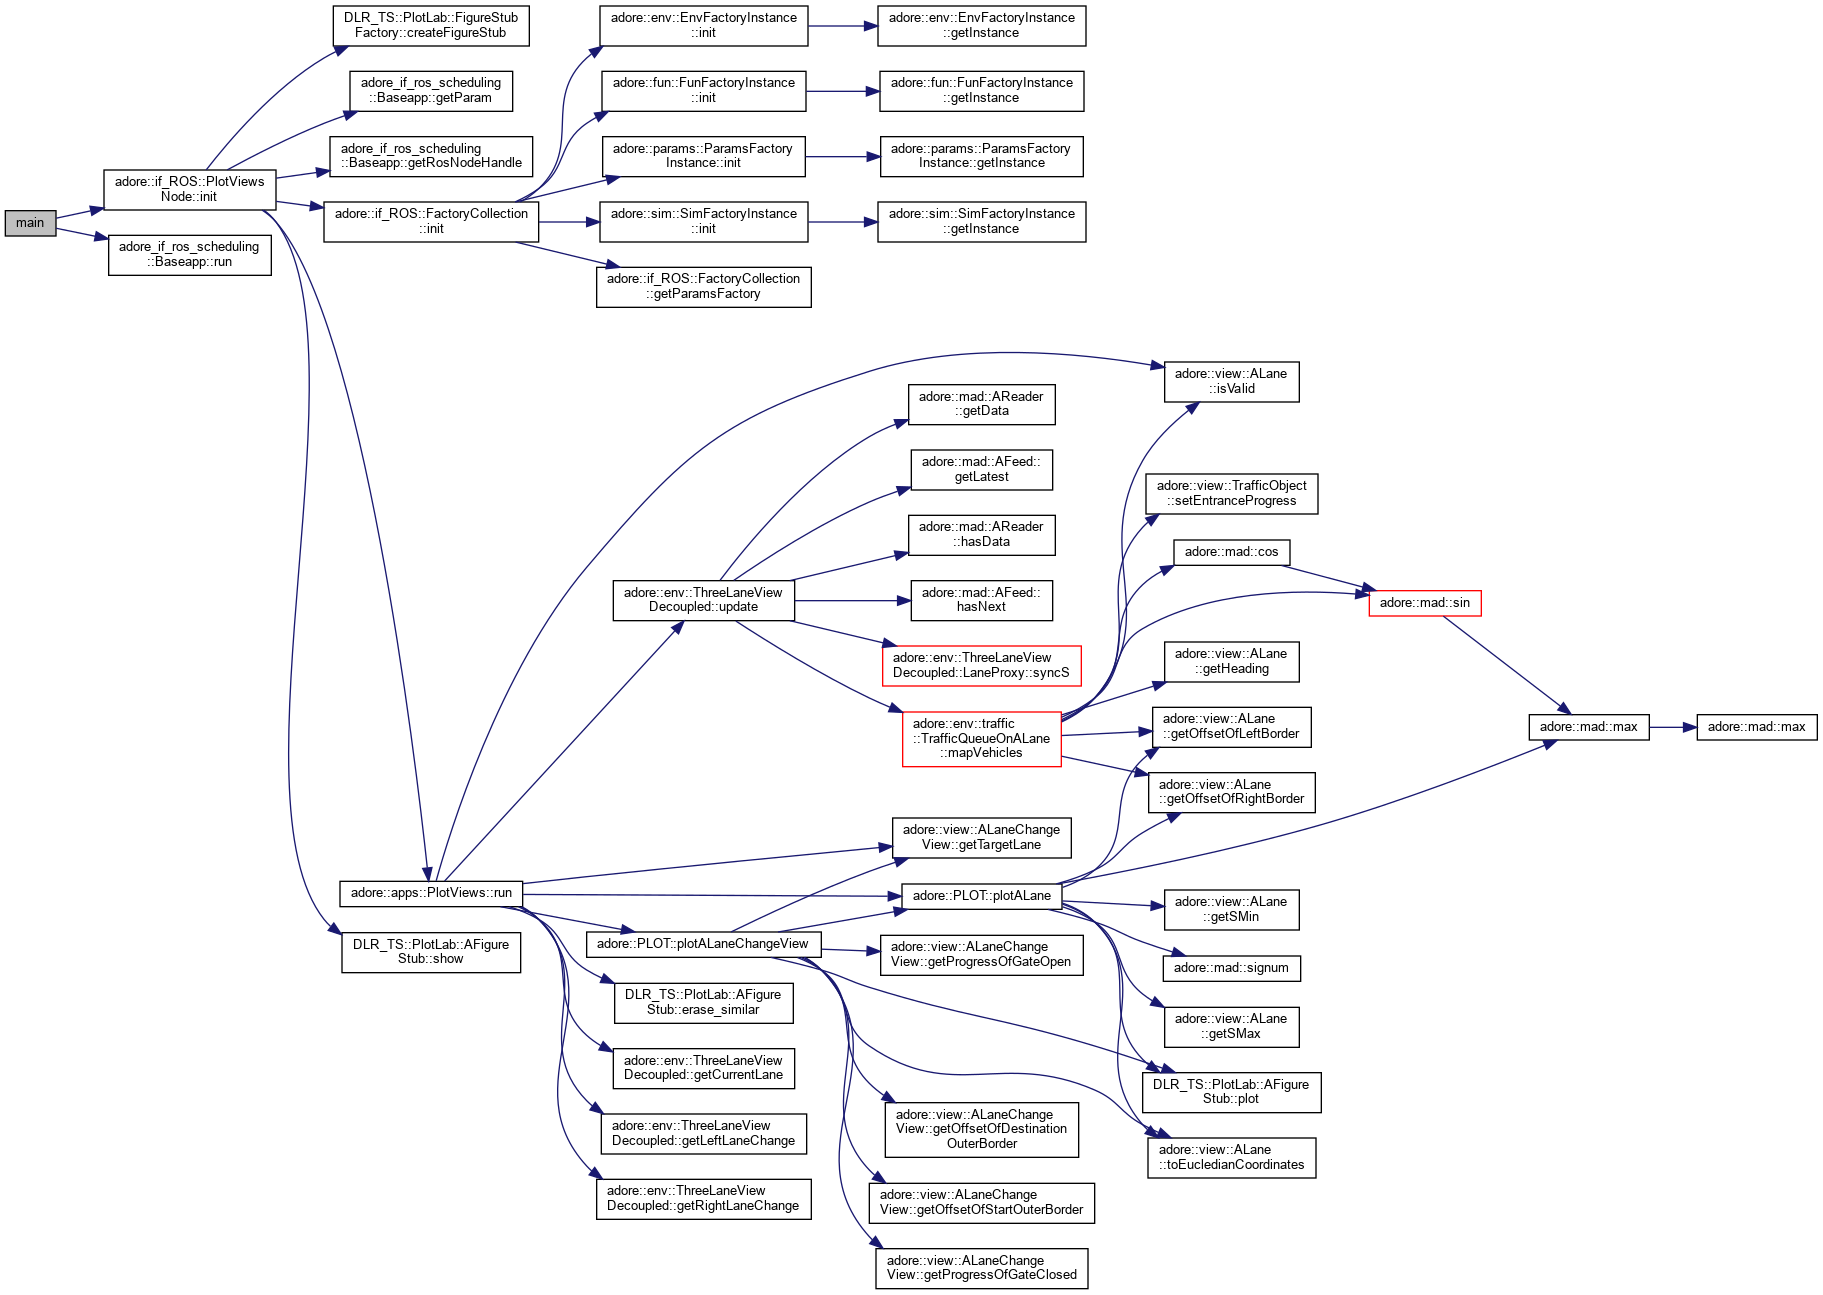 main
adore::if_ROS::PlotViews
Node::init
adore_if_ros_scheduling
::Baseapp::run
DLR_TS::PlotLab::FigureStub
Factory::createFigureStub
adore_if_ros_scheduling
::Baseapp::getParam
adore_if_ros_scheduling
::Baseapp::getRosNodeHandle
adore::if_ROS::FactoryCollection
::init
adore::apps::PlotViews::run
DLR_TS::PlotLab::AFigure
Stub::show
adore::env::EnvFactoryInstance
::init
adore::fun::FunFactoryInstance
::init
adore::params::ParamsFactory
Instance::init
adore::sim::SimFactoryInstance
::init
adore::if_ROS::FactoryCollection
::getParamsFactory
adore::env::EnvFactoryInstance
::getInstance
adore::fun::FunFactoryInstance
::getInstance
adore::params::ParamsFactory
Instance::getInstance
adore::sim::SimFactoryInstance
::getInstance
adore::env::ThreeLaneView
Decoupled::update
adore::PLOT::plotALaneChangeView
DLR_TS::PlotLab::AFigure
Stub::erase_similar
adore::env::ThreeLaneView
Decoupled::getCurrentLane
adore::env::ThreeLaneView
Decoupled::getLeftLaneChange
adore::env::ThreeLaneView
Decoupled::getRightLaneChange
adore::mad::AReader
::getData
adore::mad::AFeed::
getLatest
adore::mad::AReader
::hasData
adore::mad::AFeed::
hasNext
adore::env::ThreeLaneView
Decoupled::LaneProxy::syncS
adore::env::traffic
::TrafficQueueOnALane
::mapVehicles
adore::view::ALaneChange
View::getTargetLane
adore::PLOT::plotALane
adore::view::ALaneChange
View::getProgressOfGateOpen
adore::view::ALaneChange
View::getOffsetOfDestination
OuterBorder
adore::view::ALaneChange
View::getOffsetOfStartOuterBorder
adore::view::ALaneChange
View::getProgressOfGateClosed
adore::view::ALane
::isValid
adore::view::TrafficObject
::setEntranceProgress
adore::mad::cos
adore::view::ALane
::getHeading
adore::view::ALane
::getOffsetOfLeftBorder
adore::view::ALane
::getOffsetOfRightBorder
adore::view::ALane
::getSMin
adore::mad::signum
adore::view::ALane
::getSMax
DLR_TS::PlotLab::AFigure
Stub::plot
adore::view::ALane
::toEucledianCoordinates
adore::mad::sin
adore::mad::max
adore::mad::max